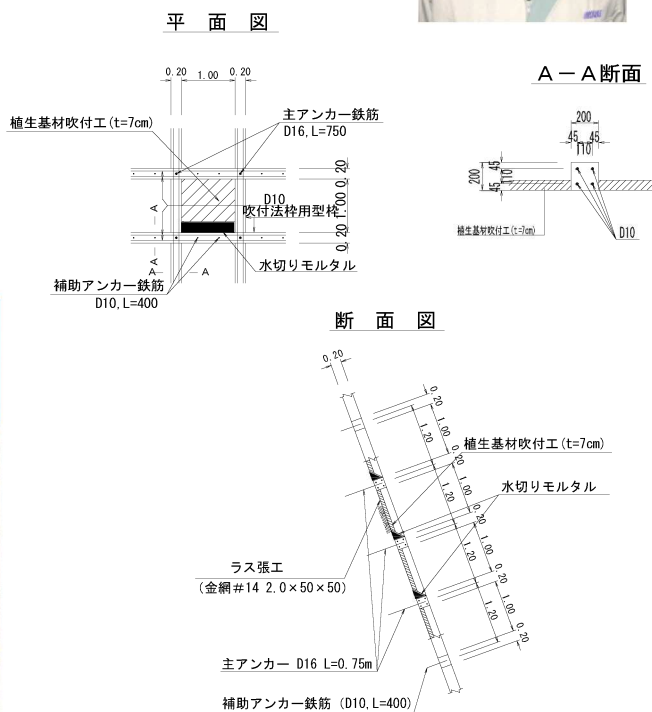 平 面 図
0.20 1.00 0.20
植生基材吹付工(t=7cm)
主アンカー鉄筋
D16,L=750
0.20
1.00
0.20
0.20
D10
吹付法枠用型枠
水切りモルタル
A
A
A
A
補助アンカー鉄筋
D10,L=400
A－A断面
200
45 45
110
200
45
110
45
植生基材吹付工(t=7cm)
D10
断 面 図
0.20
0.20
1.00
1.20
0.20
植生基材吹付工(t=7cm)
1.00
1.20
水切りモルタル
0.20
1.00
1.20
0.20
1.00
1.20
0.20
ラス張工
(金網＃14 2.0×50×50)
主アンカー D16 L=0.75m
補助アンカー鉄筋 (D10,L=400)